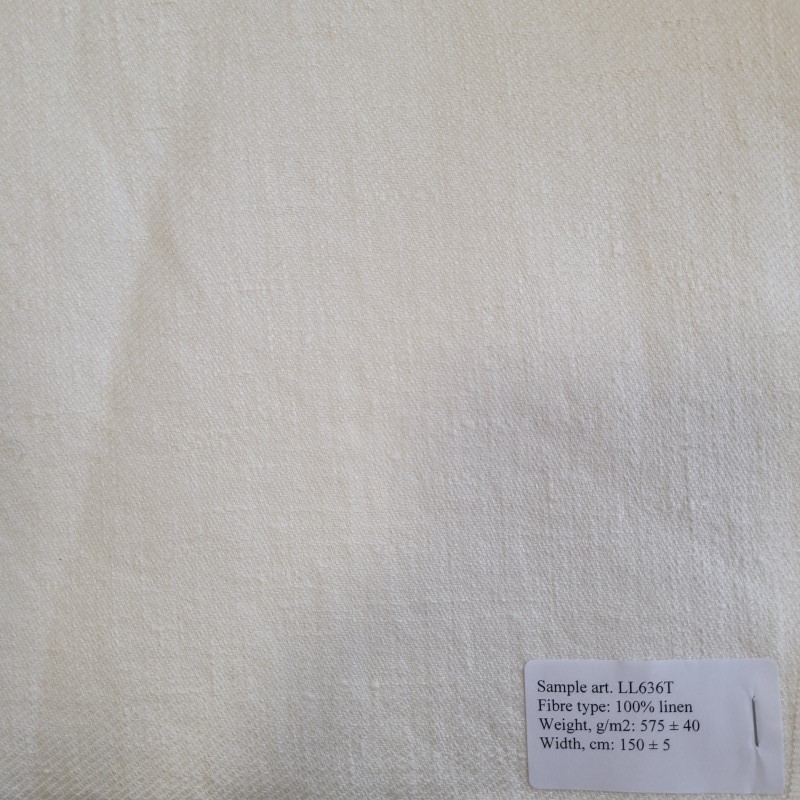 Sample art. LL636T
Fibre type: 100% linen
Weight, g/m2: 575 ± 40
Width, cm: 150 ± 5